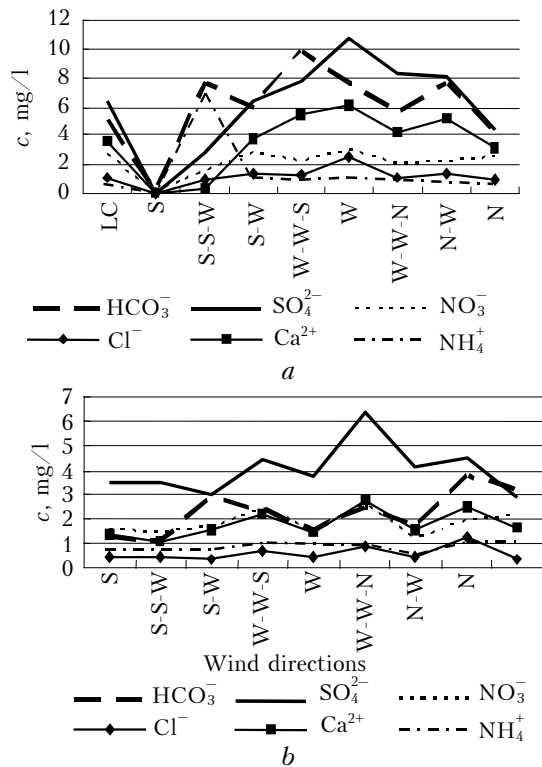 12
10
8
6
4
2
0
c, mg/l
LC S S-S-W S-W W-W-S W W-W-N N-W N
HCO₃⁻ SO₄²⁻ NO₃⁻
Cl⁻ Ca²⁺ NH₄⁺
a
7
6
5
4
3
2
1
0
c, mg/l
S S-S-W S-W W-W-S W W-W-N N-W N
Wind directions
HCO₃⁻ SO₄²⁻ NO₃⁻
Cl⁻ Ca²⁺ NH₄⁺
b